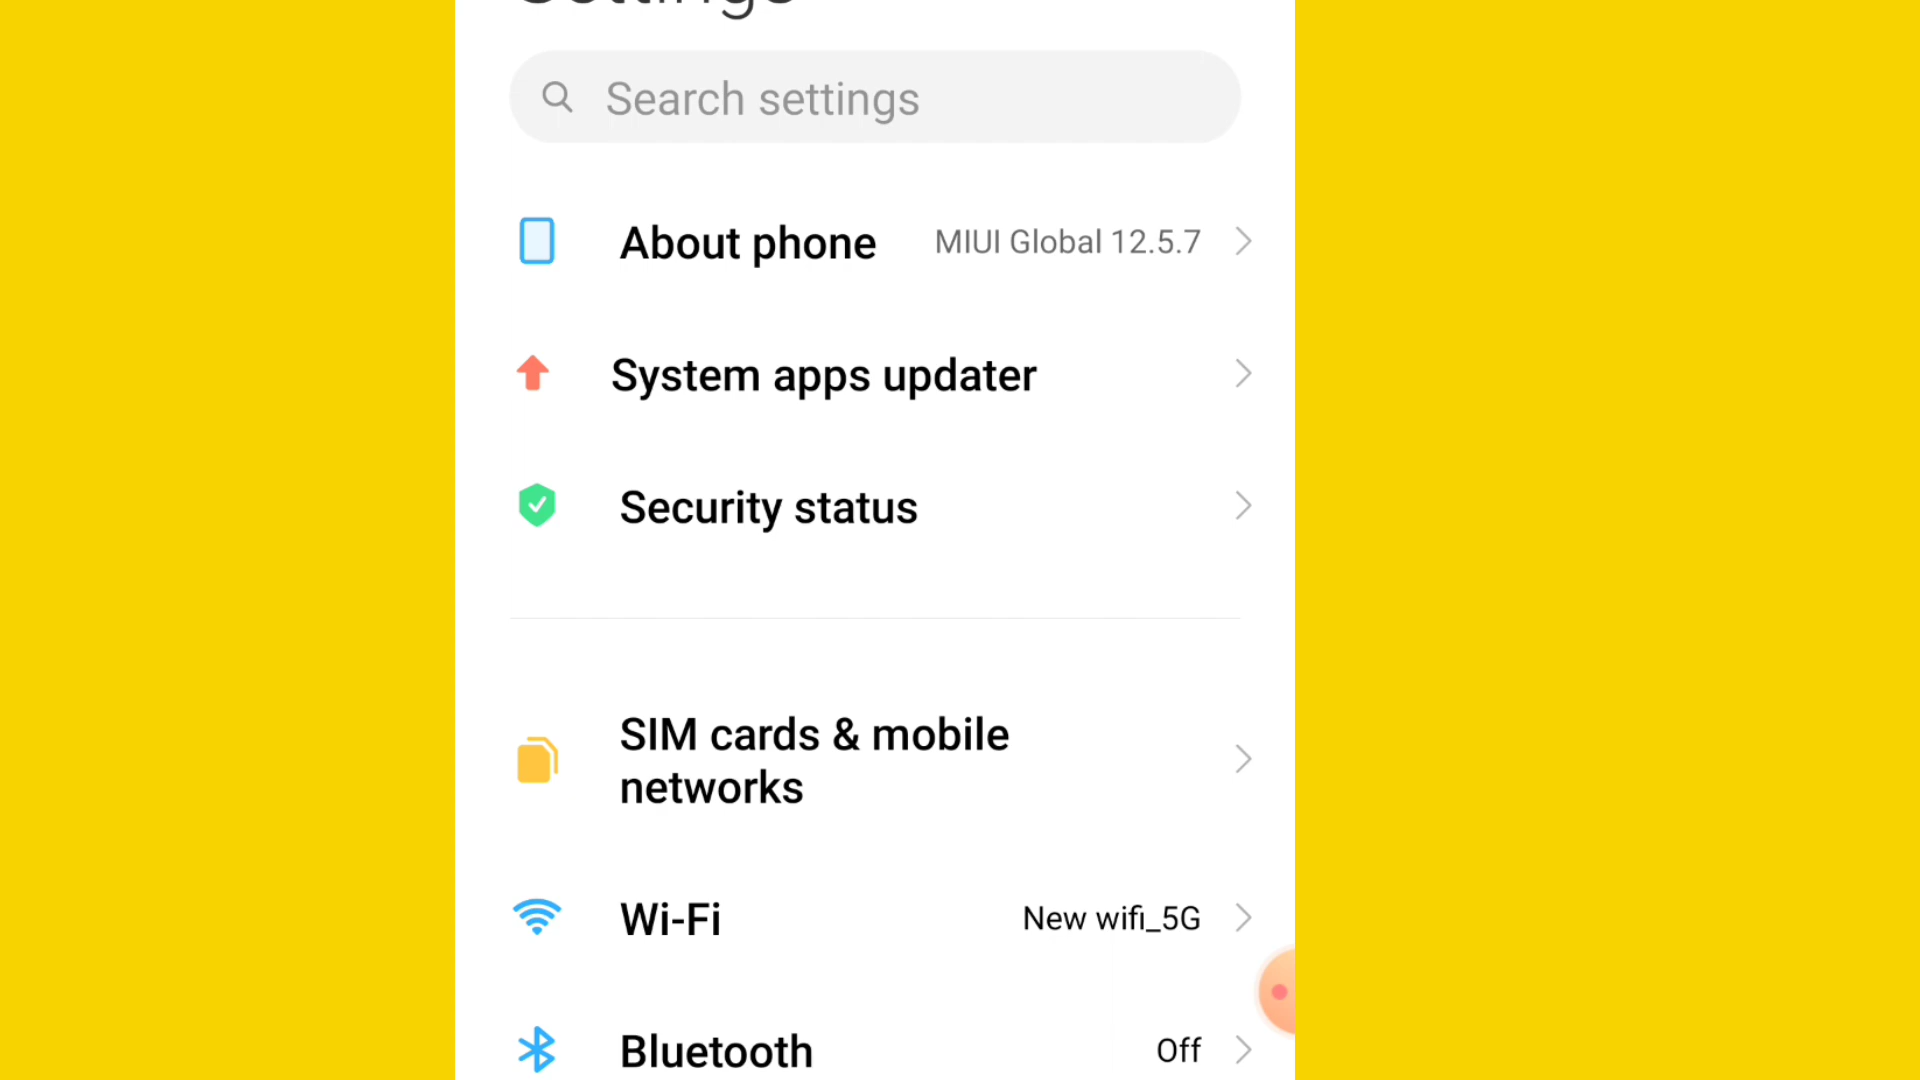 Settings
Search settings
About phone MIUI Global 12.5.7
System apps updater
Security status
SIM cards & mobile
networks
Wi-Fi New wifi_5G
Bluetooth Off